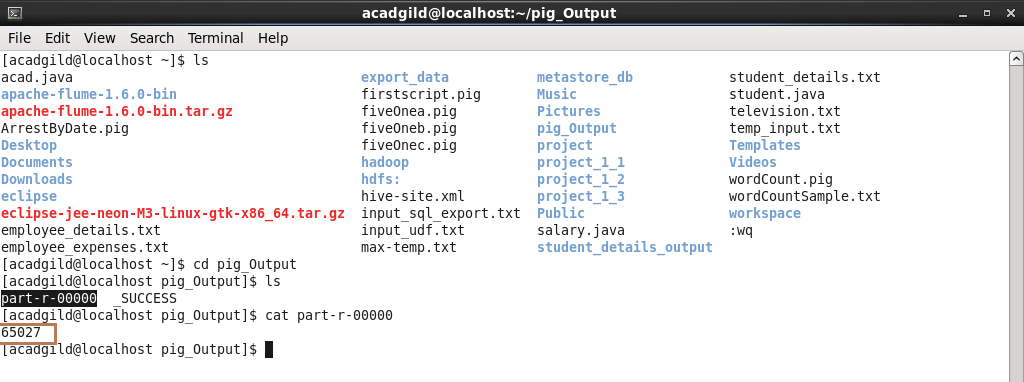 acadgild@localhost:~/pig_Output
File Edit View Search Terminal Help
[acadgild@localhost ~]$ ls
acad.java export_data metastore_db student_details.txt
apache-flume-1.6.0-bin firstscript.pig Music student.java
apache-flume-1.6.0-bin.tar.gz fiveOnea.pig Pictures television.txt
ArrestByDate.pig fiveOneb.pig pig_Output temp_input.txt
Desktop fiveOnec.pig project Templates
Documents hadoop project_1_1 Videos
Downloads hdfs: project_1_2 wordCount.pig
eclipse hive-site.xml project_1_3 wordCountSample.txt
eclipse-jee-neon-M3-linux-gtk-x86_64.tar.gz input_sql_export.txt Public workspace
employee_details.txt input_udf.txt salary.java :wq
employee_expenses.txt max-temp.txt student_details_output
[acadgild@localhost ~]$ cd pig_Output
[acadgild@localhost pig_Output]$ ls
part-r-00000 _SUCCESS
[acadgild@localhost pig_Output]$ cat part-r-00000
65027
[acadgild@localhost pig_Output]$